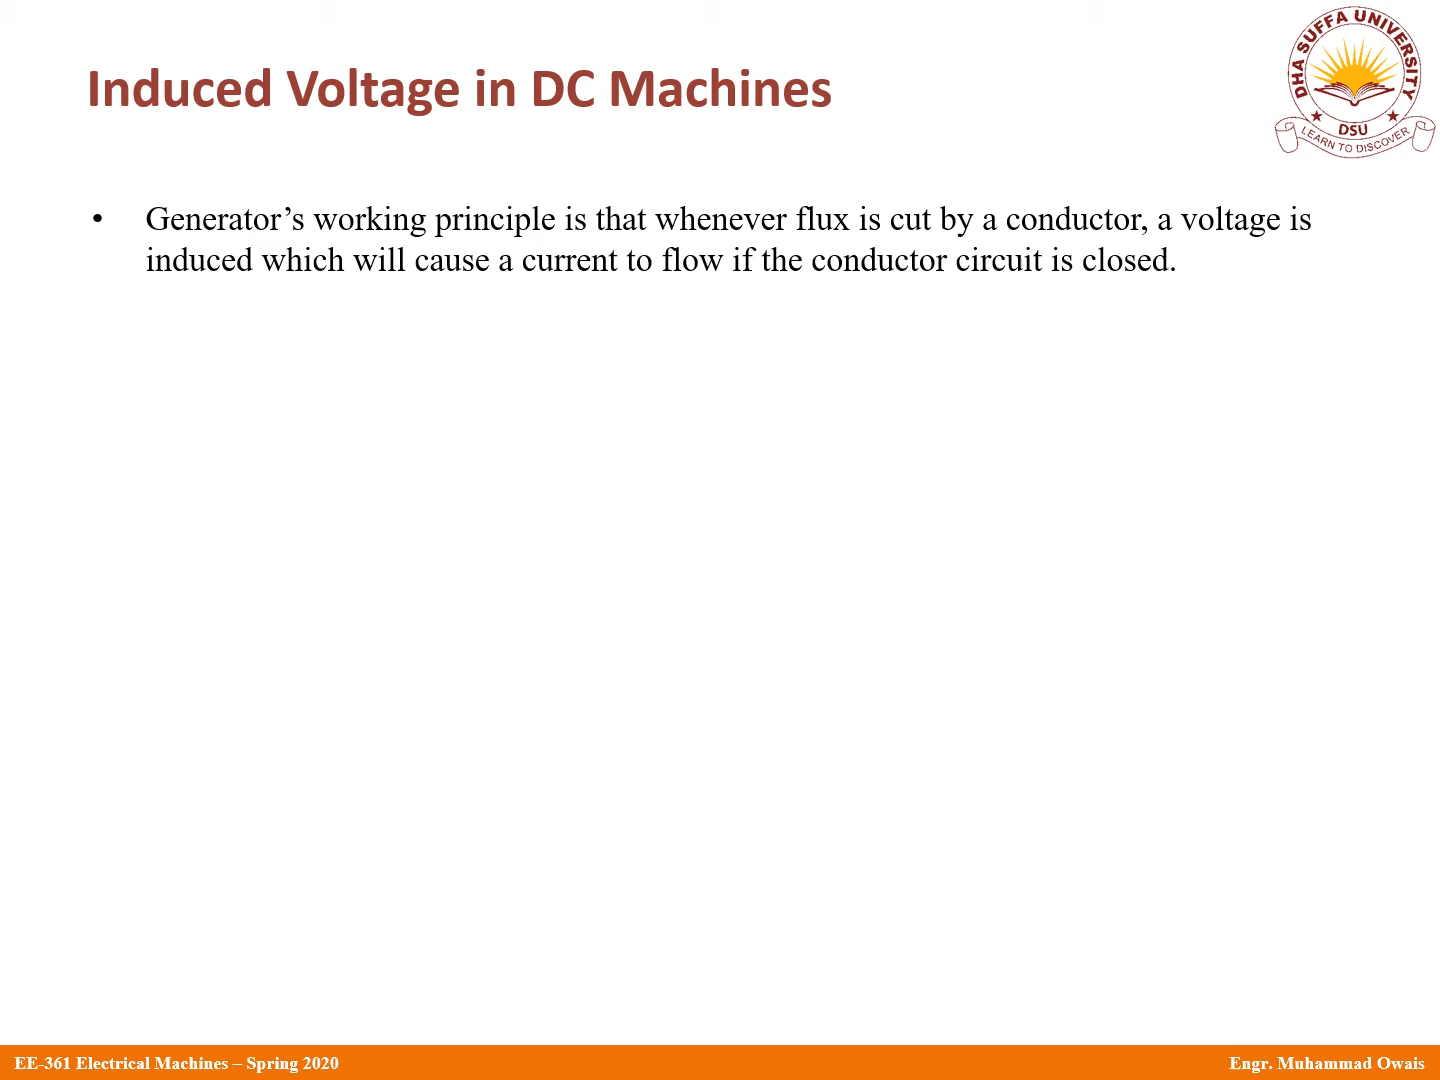 Induced Voltage in DC Machines
DHA SUFFA UNIVERSITY
DSU
LEARN TO DISCOVER
• Generator’s working principle is that whenever flux is cut by a conductor, a voltage is
induced which will cause a current to flow if the conductor circuit is closed.
EE-361 Electrical Machines – Spring 2020
Engr. Muhammad Owais